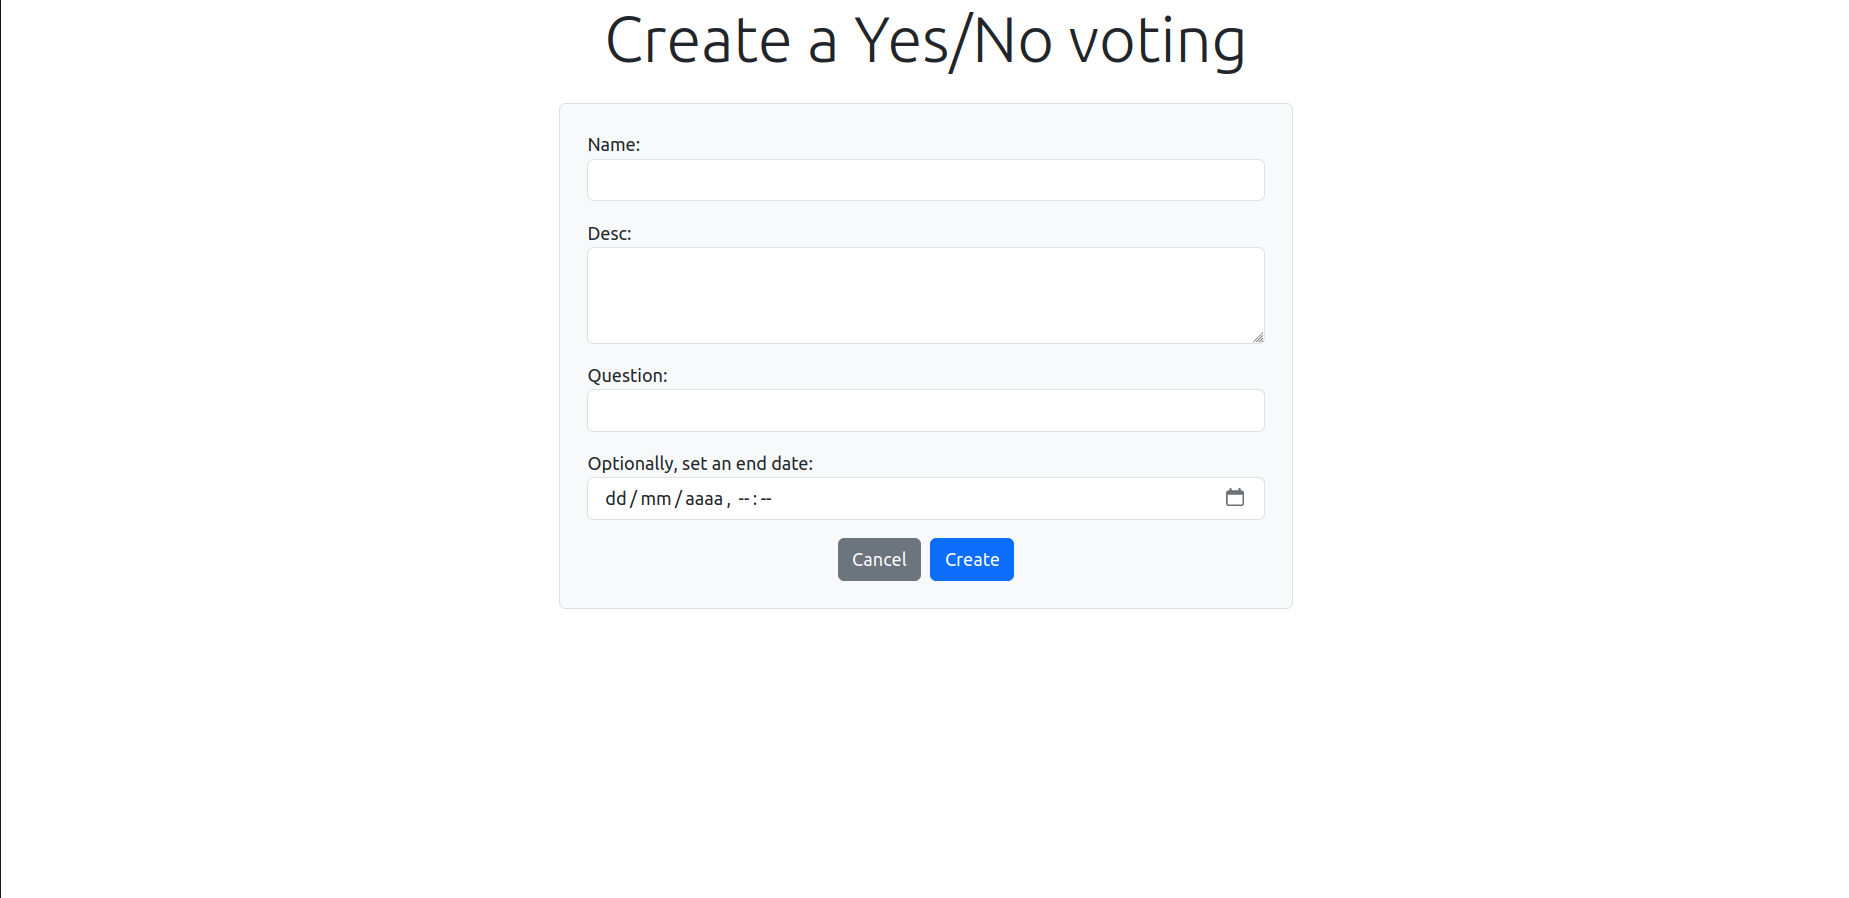 Create a Yes/No voting
Name:
Desc:
Question:
Optionally, set an end date:
dd/mm/aaaa, --:--
Cancel Create